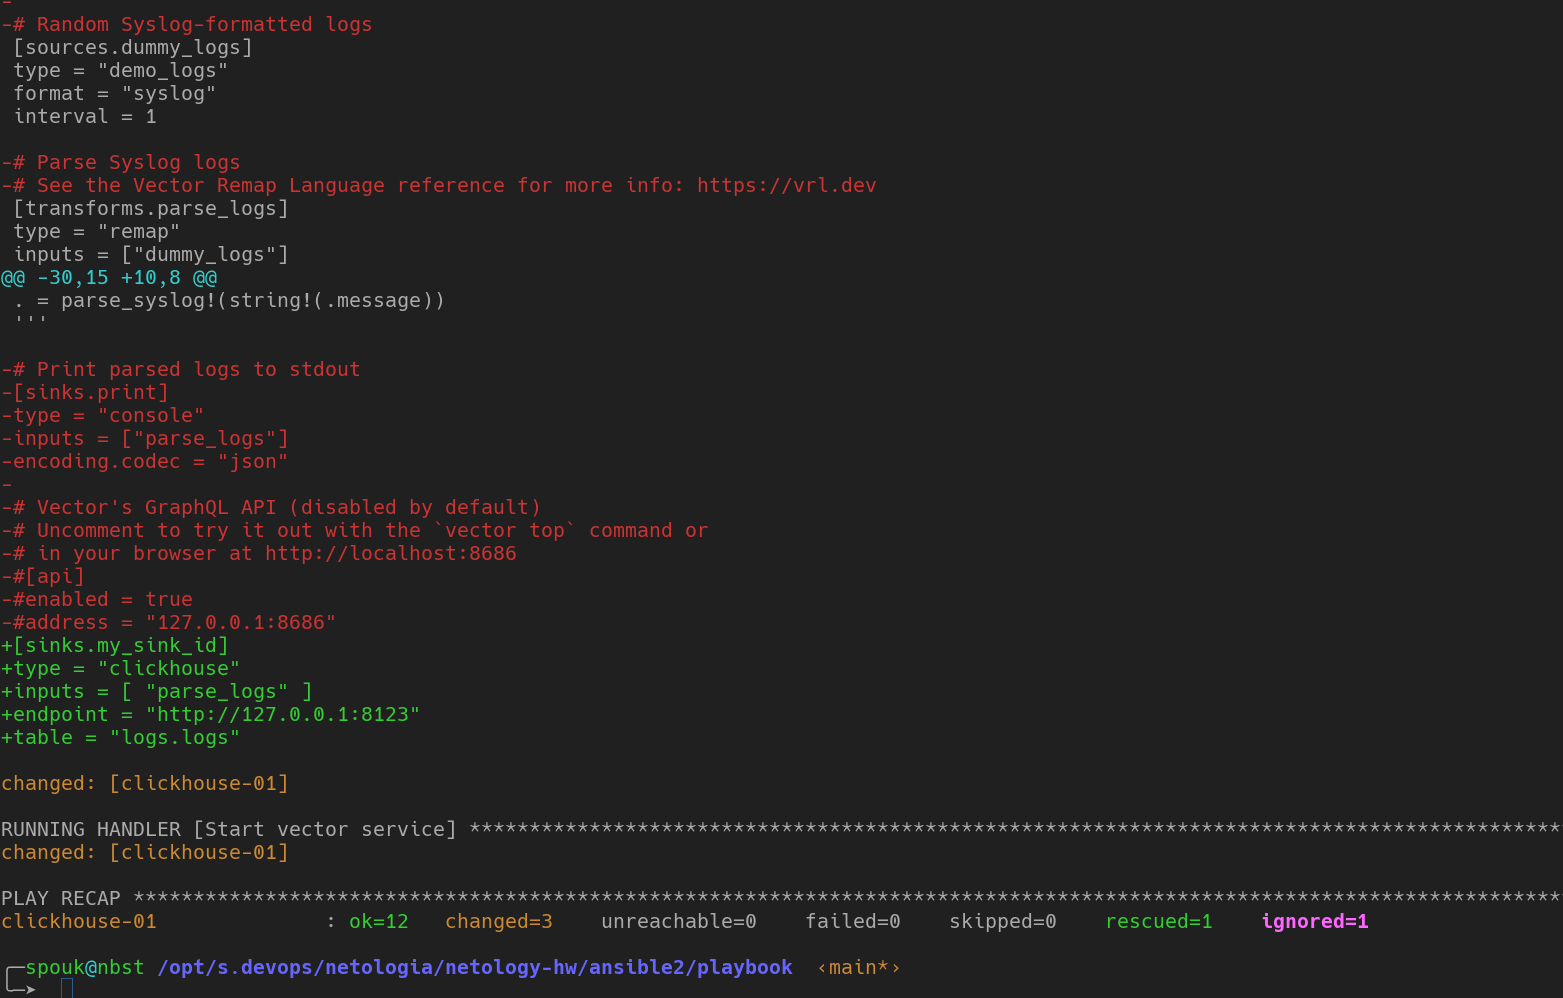 -
-# Random Syslog-formatted logs
 [sources.dummy_logs]
 type = "demo_logs"
 format = "syslog"
 interval = 1

-# Parse Syslog logs
-# See the Vector Remap Language reference for more info: https://vrl.dev
 [transforms.parse_logs]
 type = "remap"
 inputs = ["dummy_logs"]
@@ -30,15 +10,8 @@
 . = parse_syslog!(string!(.message))
 '''

-# Print parsed logs to stdout
-[sinks.print]
-type = "console"
-inputs = ["parse_logs"]
-encoding.codec = "json"
-
-# Vector's GraphQL API (disabled by default)
-# Uncomment to try it out with the `vector top` command or
-# in your browser at http://localhost:8686
-#[api]
-#enabled = true
-#address = "127.0.0.1:8686"
+[sinks.my_sink_id]
+type = "clickhouse"
+inputs = [ "parse_logs" ]
+endpoint = "http://127.0.0.1:8123"
+table = "logs.logs"

changed: [clickhouse-01]

RUNNING HANDLER [Start vector service] *******************************************************************************************
changed: [clickhouse-01]

PLAY RECAP ***********************************************************************************************************************
clickhouse-01              : ok=12   changed=3    unreachable=0    failed=0    skipped=0    rescued=1    ignored=1

╭─spouk@nbst /opt/s.devops/netologia/netology-hw/ansible2/playbook  ‹main*›
╰─➤